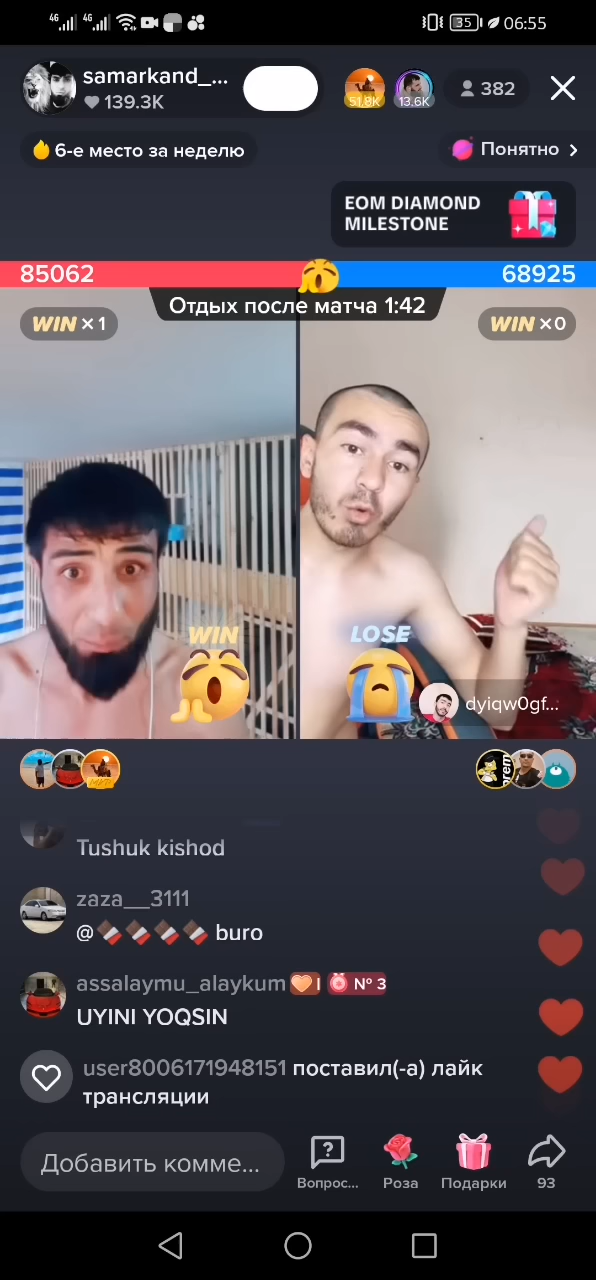 4G 4G 35 06:55
samarkand_...
139.3K
51.8K 13.6K 382
6-е место за неделю
Понятно
EOM DIAMOND
MILESTONE
85062 68925
Отдых после матча 1:42
WIN ×1 WIN ×0
WIN LOSE
dyiqw0gf...
Tushuk kishod
zaza__3111
@🍫🍫🍫🍫 buro
assalaymu_alaykum I № 3
UYINI YOQSIN
user8006171948151 поставил(-а) лайк
трансляции
Добавить комме...
Вопрос... Роза Подарки 93